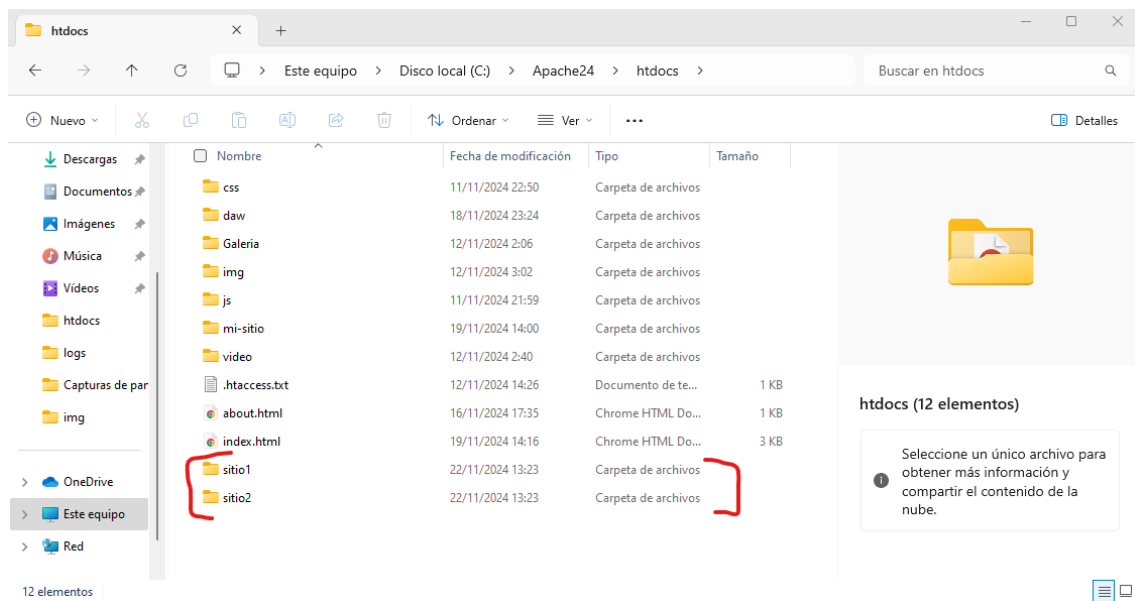 htdocs
Este equipo > Disco local (C:) > Apache24 > htdocs >
Buscar en htdocs
Nuevo
Ordenar
Ver
Detalles
Descargas
Documentos
Imágenes
Música
Vídeos
htdocs
logs
Capturas de par
img
OneDrive
Este equipo
Red
Nombre Fecha de modificación Tipo Tamaño
css 11/11/2024 22:50 Carpeta de archivos
daw 18/11/2024 23:24 Carpeta de archivos
Galeria 12/11/2024 2:06 Carpeta de archivos
img 12/11/2024 3:02 Carpeta de archivos
js 11/11/2024 21:59 Carpeta de archivos
mi-sitio 19/11/2024 14:00 Carpeta de archivos
video 12/11/2024 2:40 Carpeta de archivos
.htaccess.txt 12/11/2024 14:26 Documento de te... 1 KB
about.html 16/11/2024 17:35 Chrome HTML Do... 1 KB
index.html 19/11/2024 14:16 Chrome HTML Do... 3 KB
sitio1 22/11/2024 13:23 Carpeta de archivos
sitio2 22/11/2024 13:23 Carpeta de archivos
htdocs (12 elementos)
Seleccione un único archivo para
obtener más información y
compartir el contenido de la
nube.
12 elementos